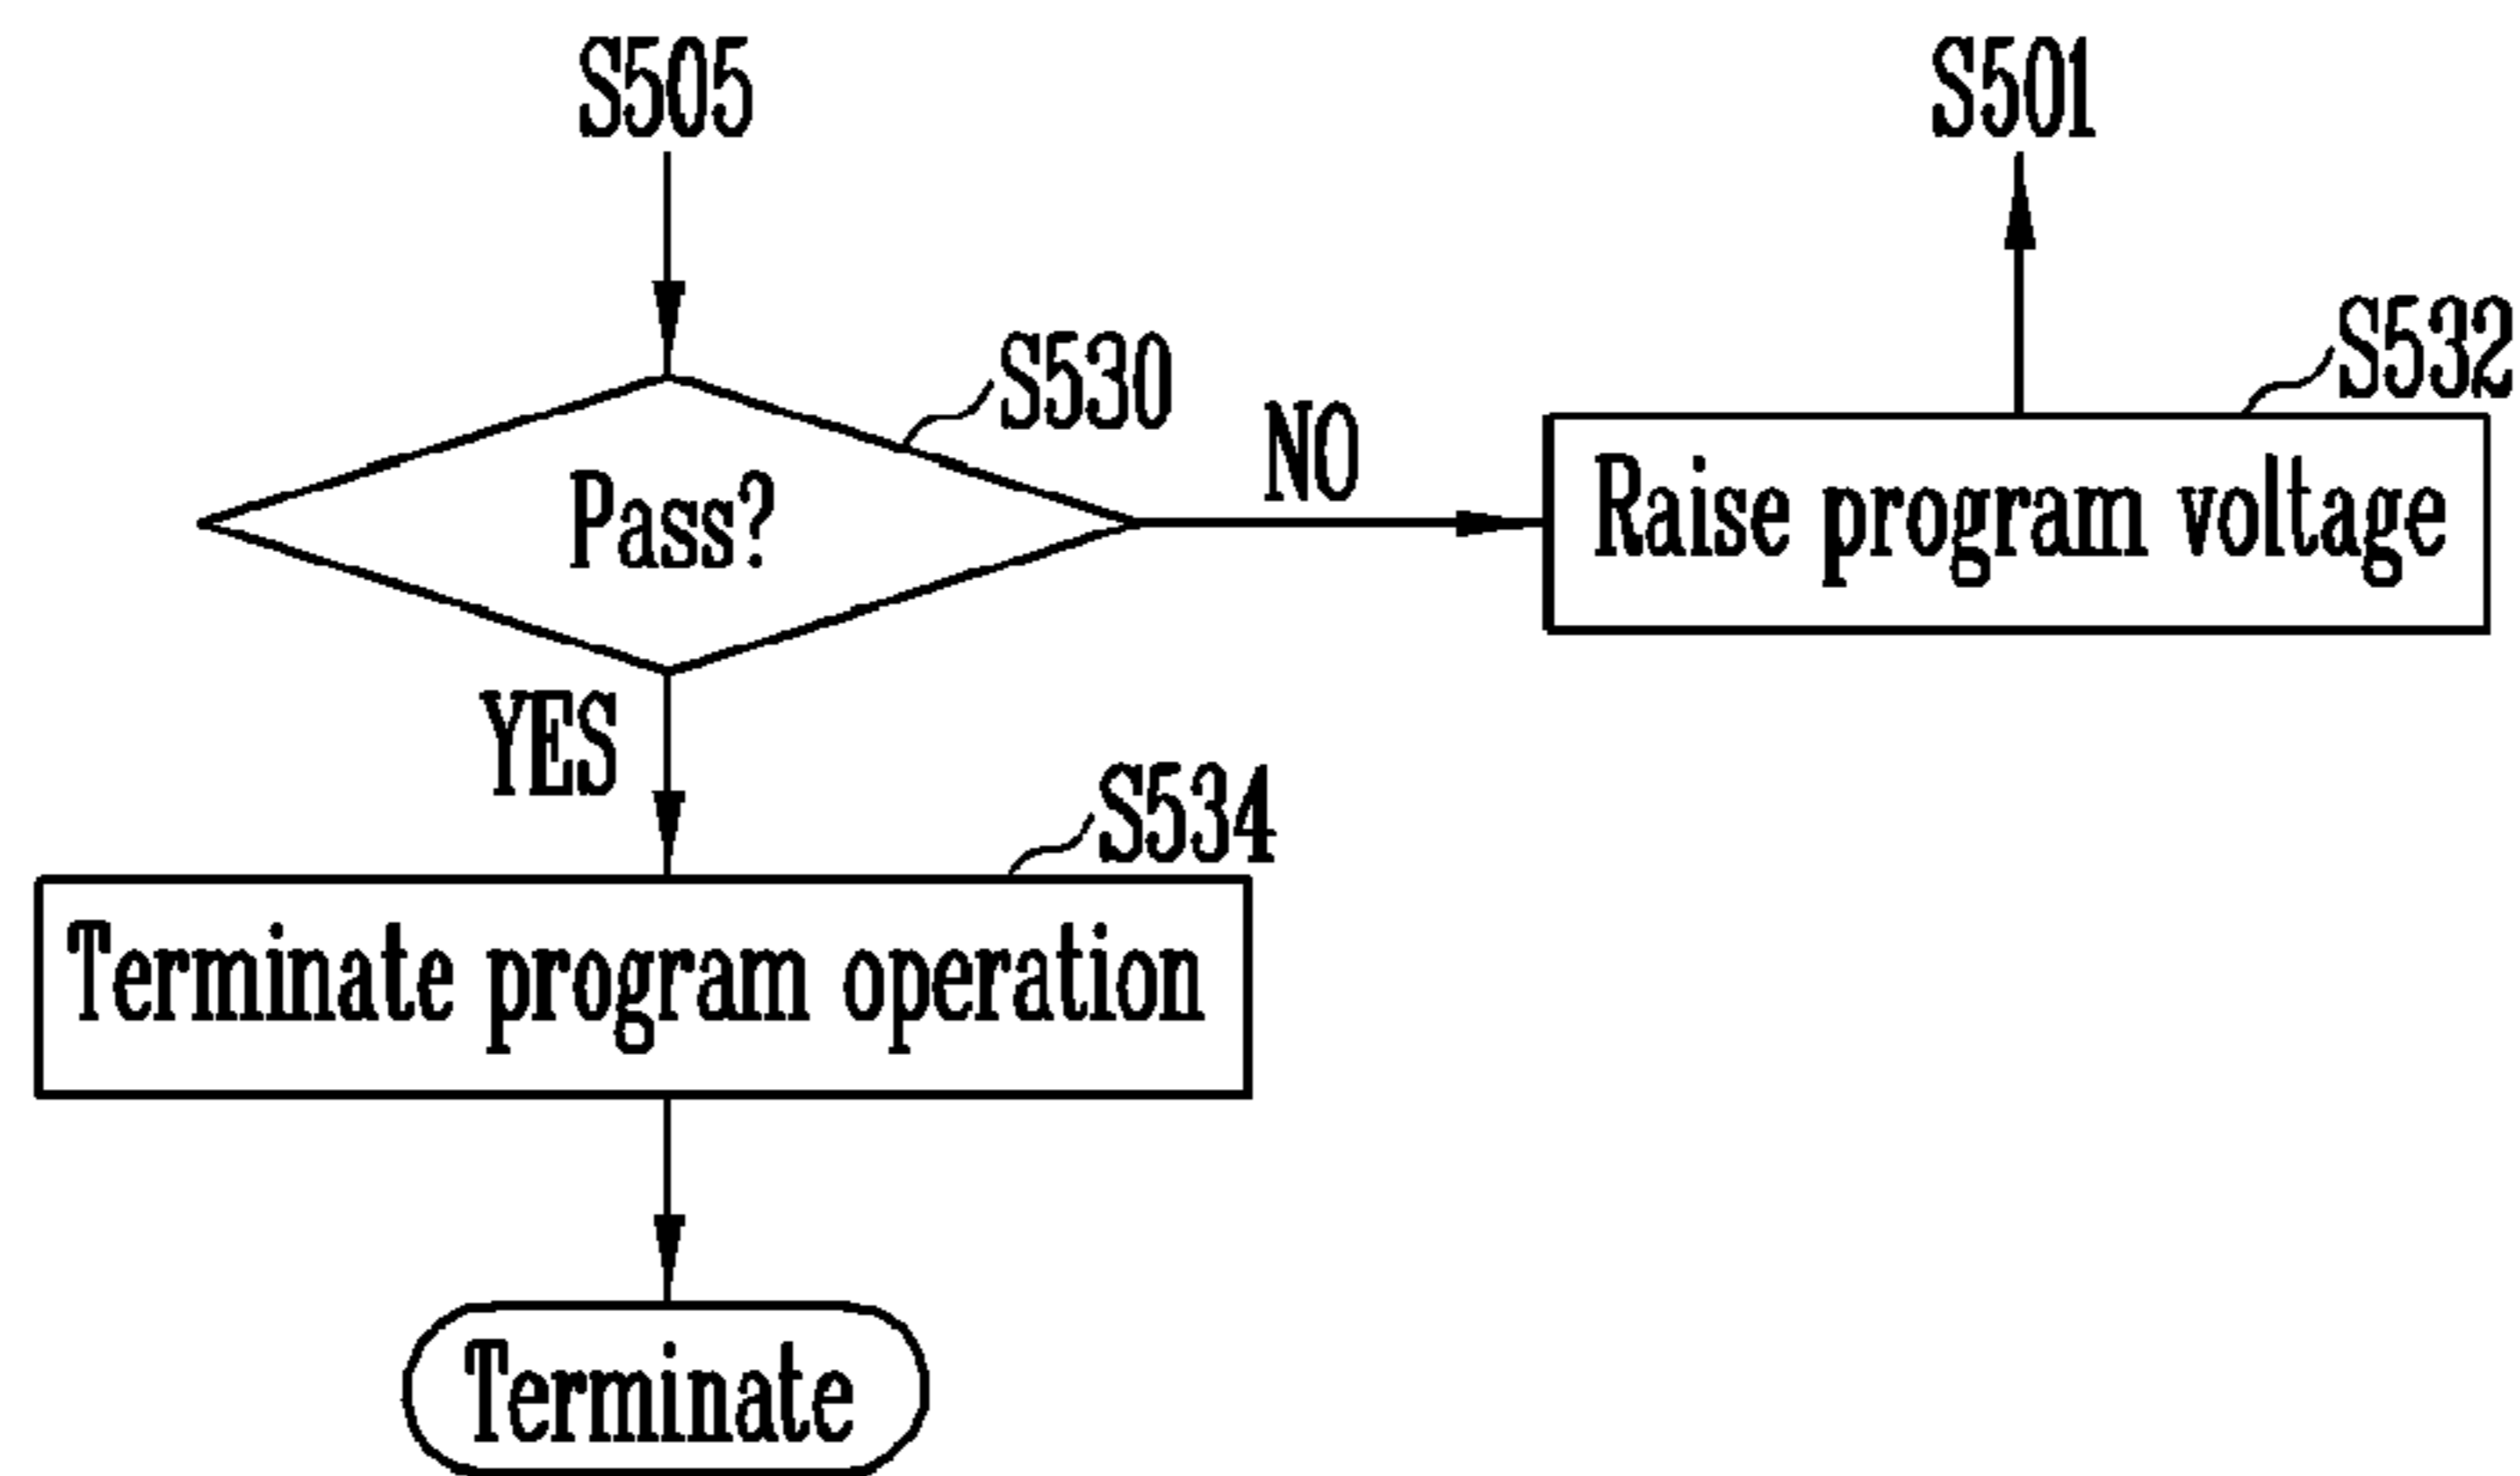 S505
S501
S530
S532
NO
Pass?
Raise program voltage
YES
S534
Terminate program operation
Terminate